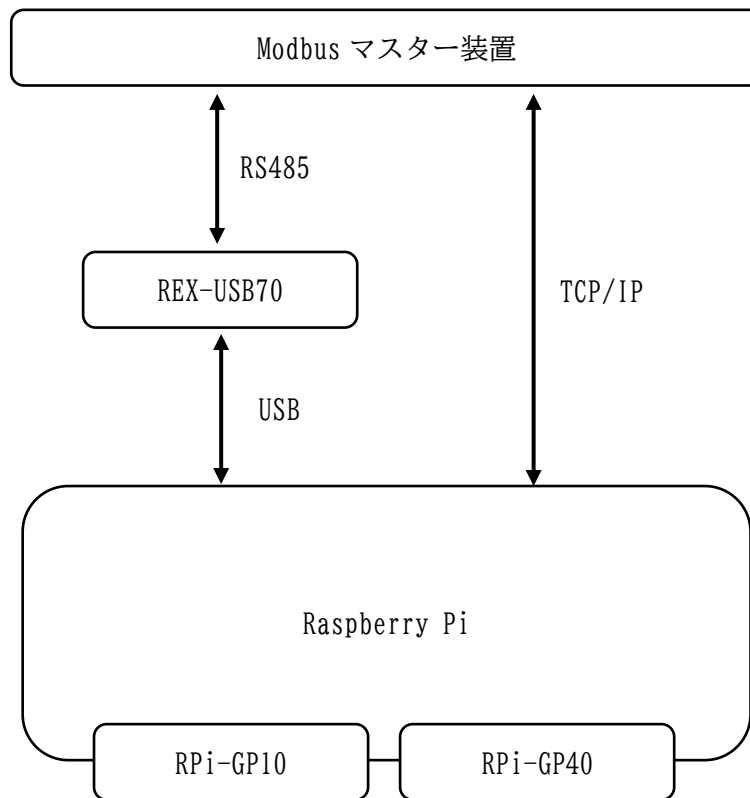 Modbus マスター装置
RS485
REX-USB70
TCP/IP
USB
Raspberry Pi
RPi-GP10
RPi-GP40